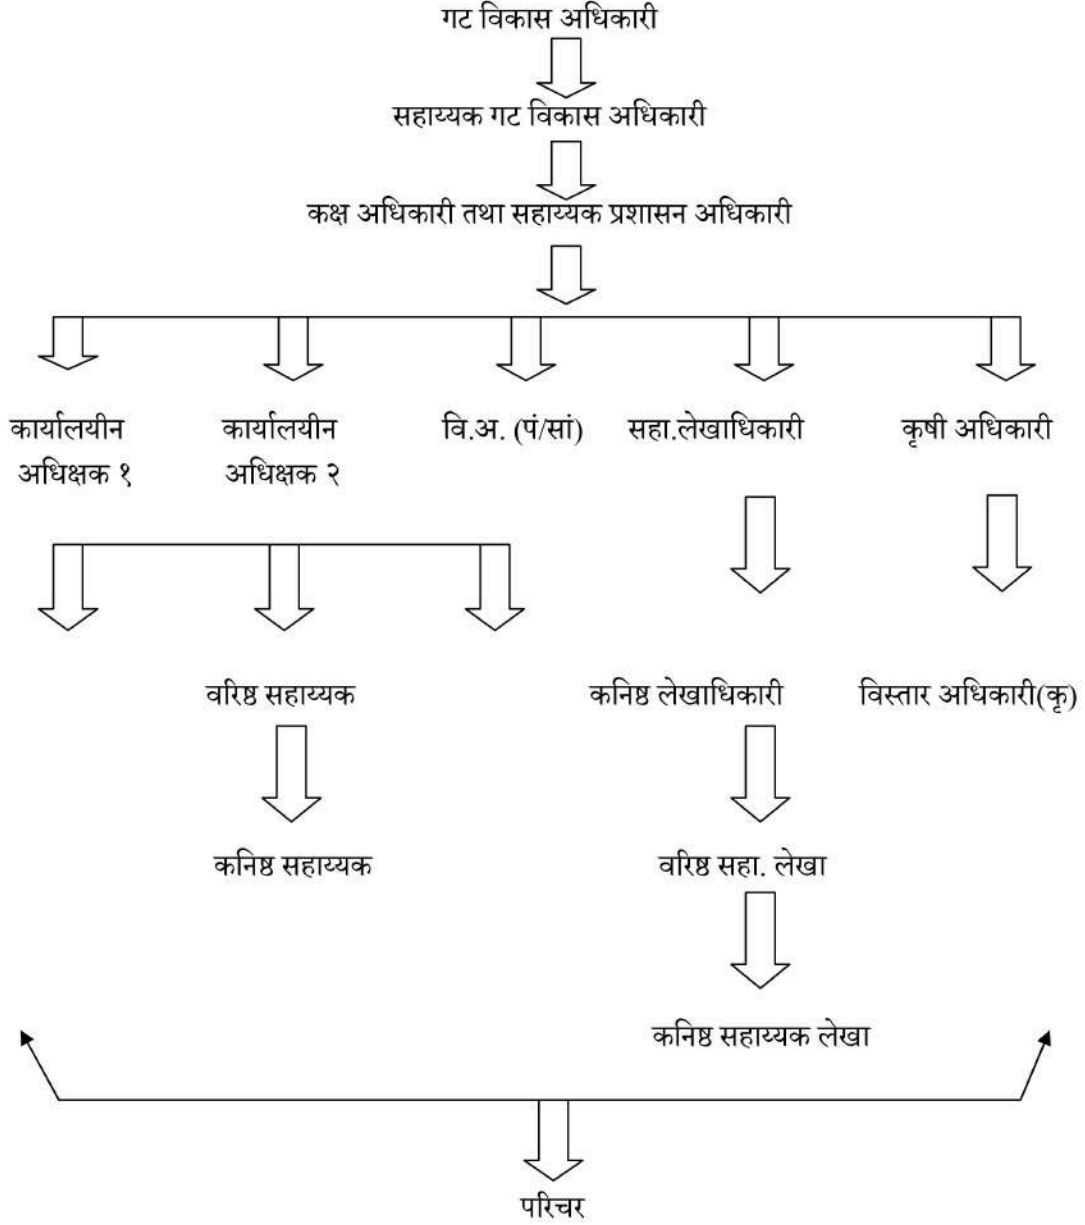 गट विकास अधिकारी
सहाय्यक गट विकास अधिकारी
कक्ष अधिकारी तथा सहाय्यक प्रशासन अधिकारी
कार्यालयीन
अधिक्षक १
कार्यालयीन
अधिक्षक २
वि.अ. (पं/सां)
सहा.लेखाधिकारी
कृषी अधिकारी
वरिष्ठ सहाय्यक
कनिष्ठ लेखाधिकारी
विस्तार अधिकारी(कृ)
कनिष्ठ सहाय्यक
वरिष्ठ सहा. लेखा
कनिष्ठ सहाय्यक लेखा
परिचर